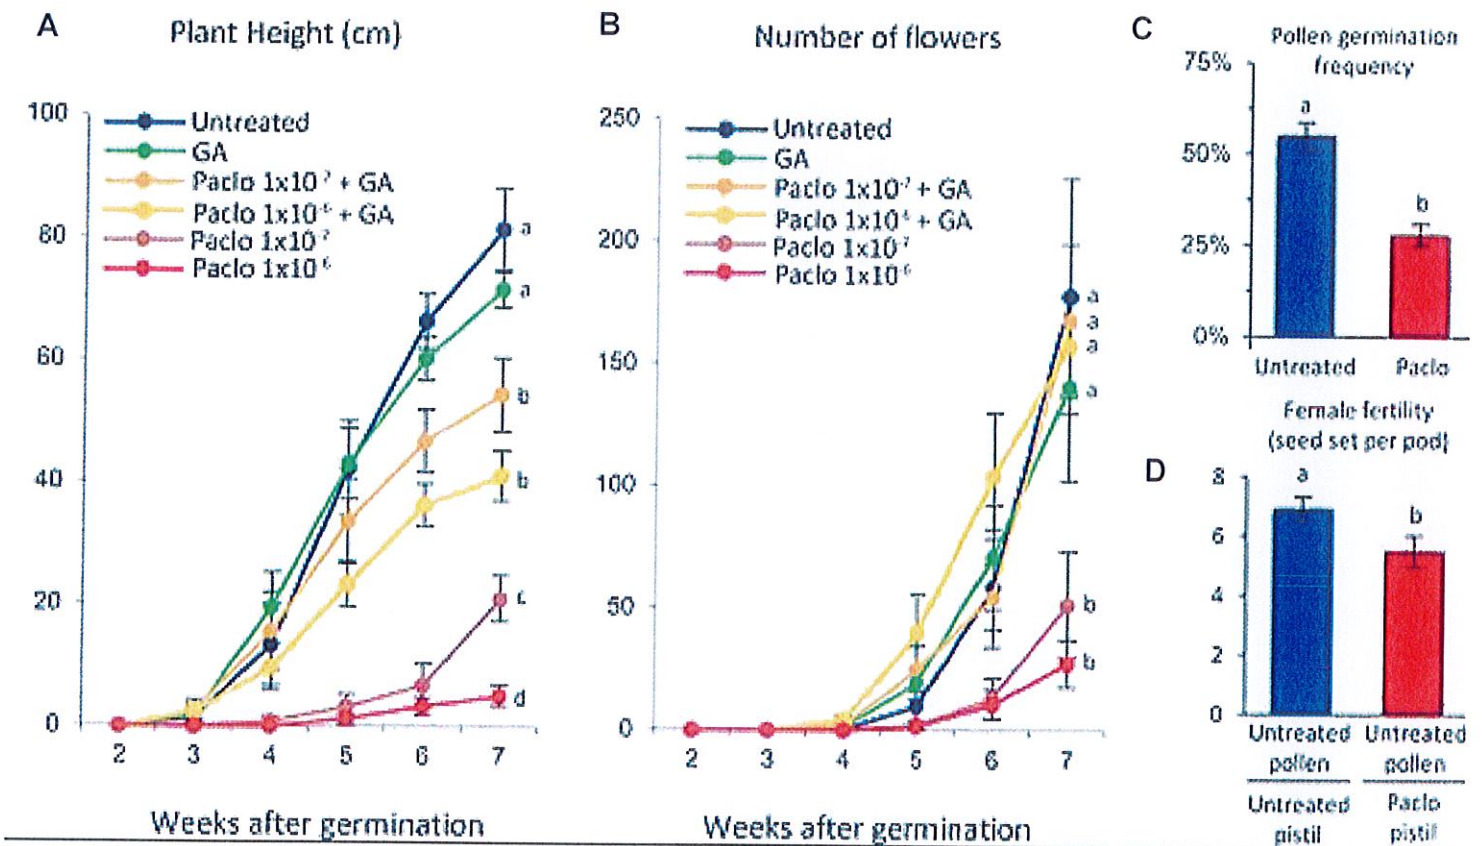 A
Plant Height (cm)
100
80
60
40
20
0
Untreated
GA
Paclo 1x10⁻⁷ + GA
Paclo 1x10⁻⁶ + GA
Paclo 1x10⁻⁷
Paclo 1x10⁻⁶
a
a
b
b
c
d
2 3 4 5 6 7
Weeks after germination
B
Number of flowers
250
200
150
100
50
0
Untreated
GA
Paclo 1x10⁻⁷ + GA
Paclo 1x10⁻⁶ + GA
Paclo 1x10⁻⁷
Paclo 1x10⁻⁶
a
a
a
a
b
b
2 3 4 5 6 7
Weeks after germination
C
Pollen germination
frequency
75%
50%
25%
0%
a
b
Untreated Paclo
D
Female fertility
(seed set per pod)
8
6
4
2
0
a
b
Untreated Untreated
pollen pollen
Untreated Paclo
pistil pistil